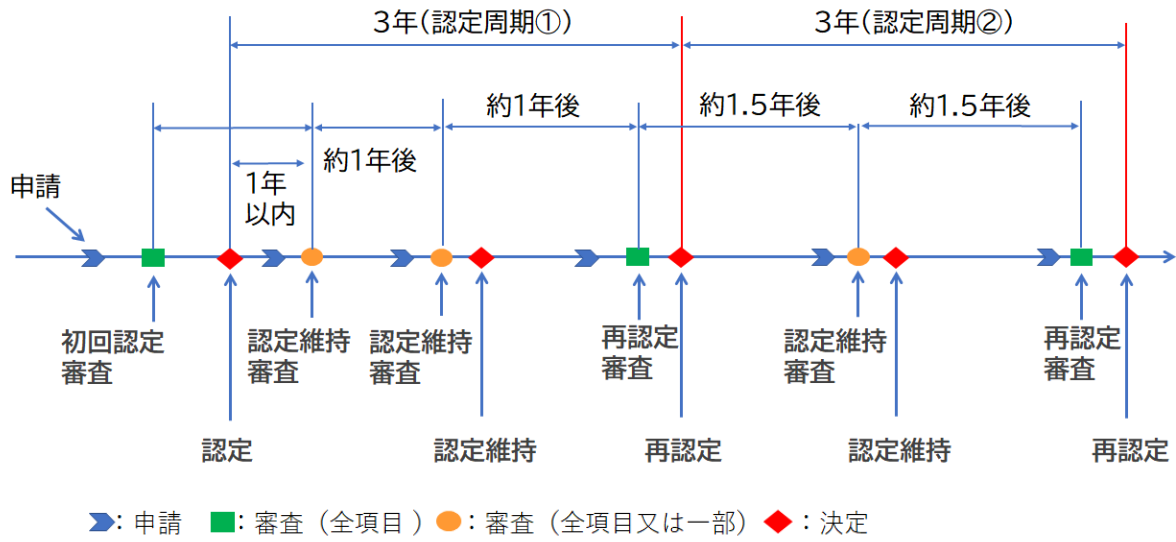 3年(認定周期①)
3年(認定周期②)
約1年後
約1.5年後
約1.5年後
約1年後
1年
以内
申請
初回認定
審査
認定維持
審査
認定維持
審査
再認定
審査
認定維持
審査
再認定
審査
認定
認定維持
再認定
認定維持
再認定
:申請 :審査(全項目 ) :審査(全項目又は一部) :決定